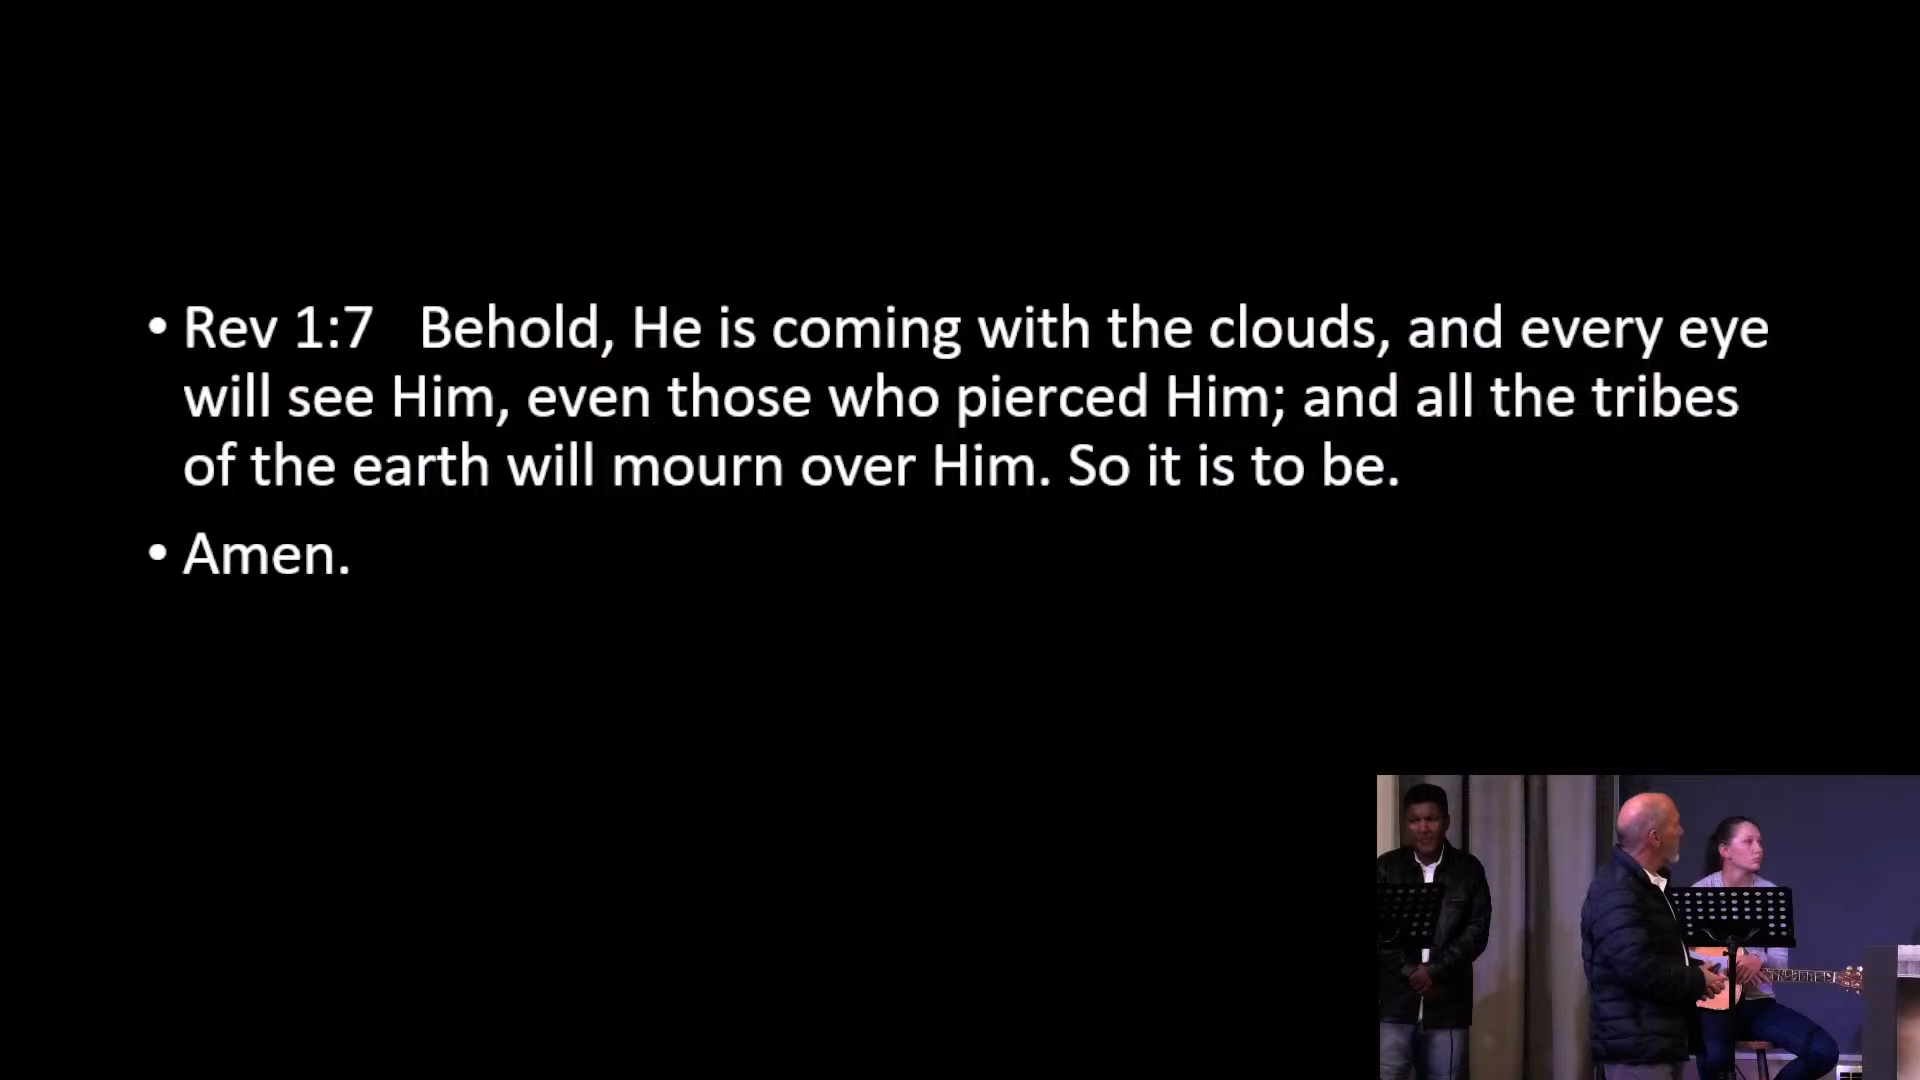 • Rev 1:7   Behold, He is coming with the clouds, and every eye
will see Him, even those who pierced Him; and all the tribes
of the earth will mourn over Him. So it is to be.
• Amen.